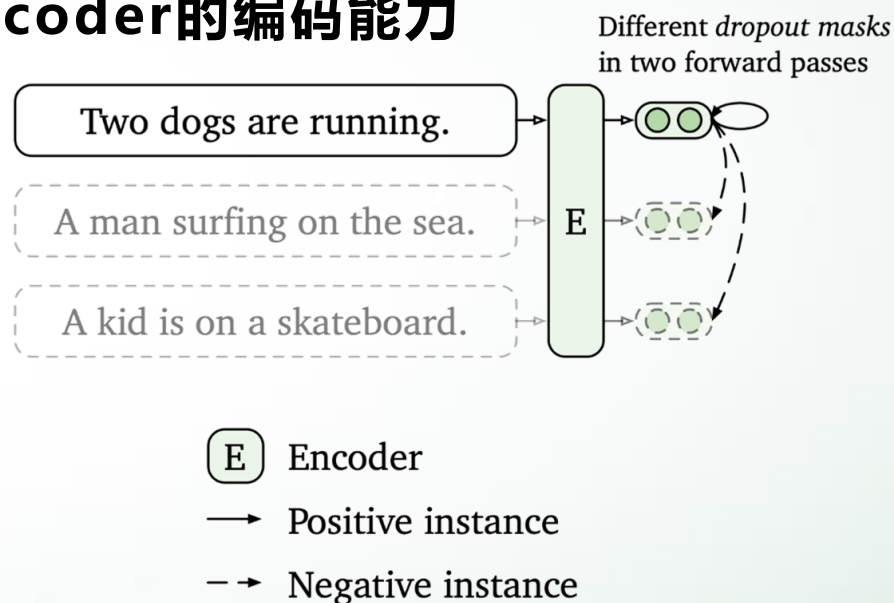 coder的编码能力
Different dropout masks
in two forward passes
Two dogs are running.
A man surfing on the sea.
E
A kid is on a skateboard.
E Encoder
Positive instance
Negative instance